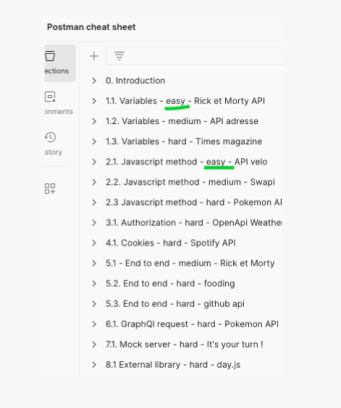 Postman cheat sheet
ections
0. Introduction
1.1. Variables - easy - Rick et Morty API
onments
1.2. Variables - medium - API adresse
1.3. Variables - hard - Times magazine
story
2.1. Javascript method - easy - API velo
2.2. Javascript method - medium - Swapi
2.3 Javascript method - hard - Pokemon AP
3.1. Authorization - hard - OpenApi Weather
4.1. Cookies - hard - Spotify API
5.1 - End to end - medium - Rick et Morty
5.2. End to end - hard - fooding
5.3. End to end - hard - github api
6.1. GraphQl request - hard - Pokemon API
7.1. Mock server - hard - It's your turn !
8.1 External library - hard - day.js